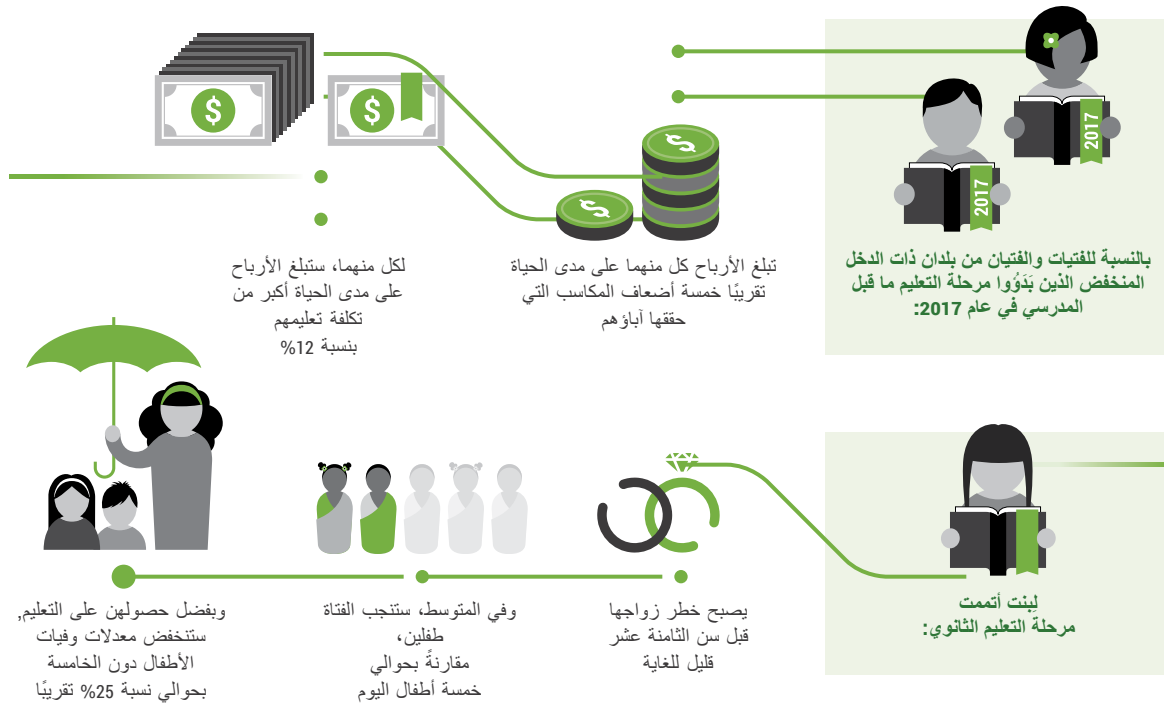 2017
2017
بالنسبة للفتيات والفتيان من بلدان ذات الدخل
المنخفض الذين بَدَؤُوا مرحلة التعليم ما قبل
المدرسي في عام 2017:
تبلغ الأرباح كل منهما على مدى الحياة
تقريبًا خمسة أضعاف المكاسب التي
حققها آباؤهم
لكل منهما، ستبلغ الأرباح
على مدى الحياة أكبر من
تكلفة تعليمهم
بنسبة 12%
لِبنْت أتممت
مرحلة التعليم الثانوي:
يصبح خطر زواجها
قبل سن الثامنة عشر
قليل للغاية
وفي المتوسط، ستنجب الفتاة
طفلين،
مقارنةً بحوالي
خمسة أطفال اليوم
وبفضل حصولهن على التعليم,
ستنخفض معدلات وفيات
الأطفال دون الخامسة
بحوالي نسبة 25% تقريبًا
$
$
$
$